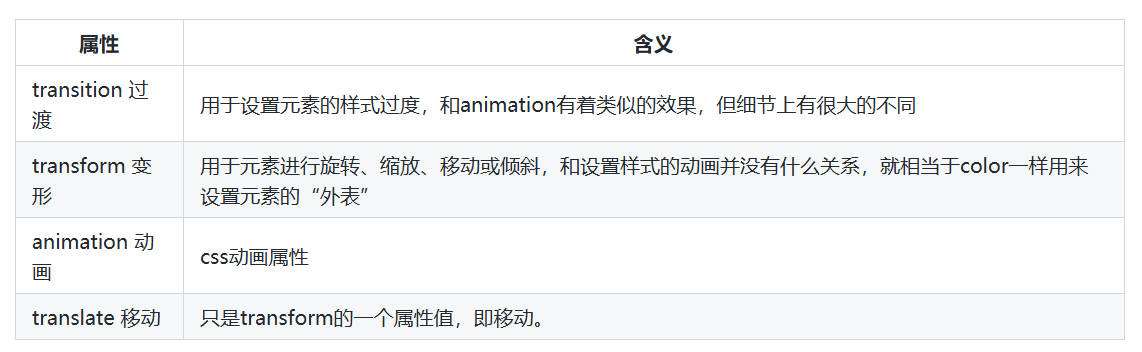 属性
含义
transition 过
渡
用于设置元素的样式过度，和animation有着类似的效果，但细节上有很大的不同
transform 变
形
用于元素进行旋转、缩放、移动或倾斜，和设置样式的动画并没有什么关系，就相当于color一样用来
设置元素的“外表”
animation 动
画
css动画属性
translate 移动
只是transform的一个属性值，即移动。